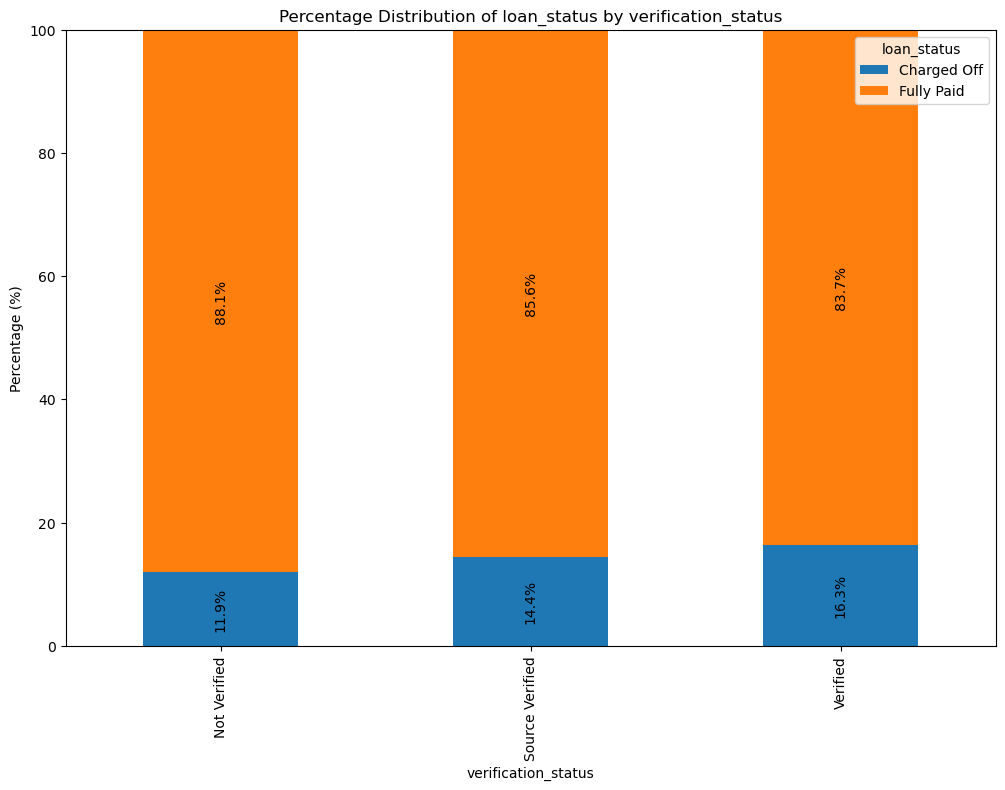 Percentage Distribution of loan_status by verification_status
loan_status
Charged Off
Fully Paid
Percentage (%)
100
80
60
40
20
0
88.1%
85.6%
83.7%
11.9%
14.4%
16.3%
Not Verified
Source Verified
Verified
verification_status